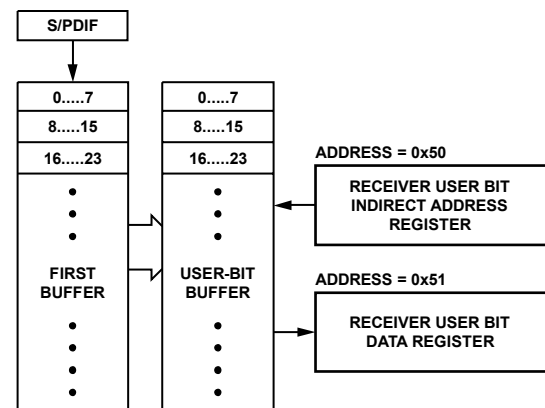 S/PDIF
0.....7
8.....15
16.....23
FIRST
BUFFER
0.....7
8.....15
16.....23
USER-BIT
BUFFER
ADDRESS = 0x50
RECEIVER USER BIT
INDIRECT ADDRESS
REGISTER
ADDRESS = 0x51
RECEIVER USER BIT
DATA REGISTER